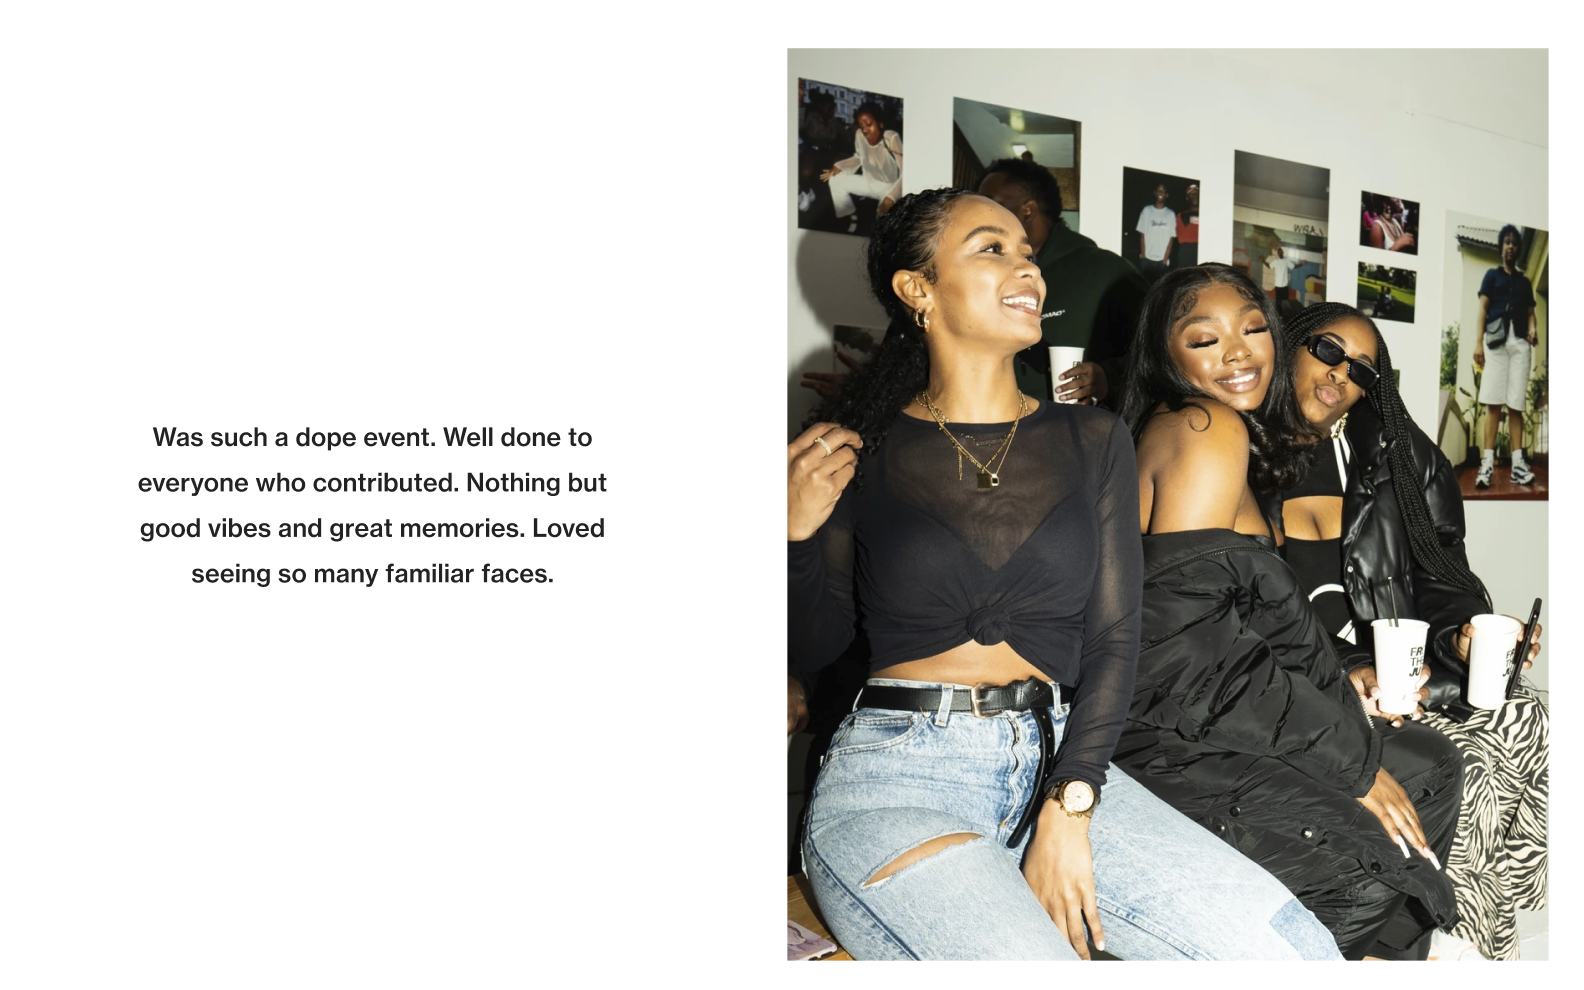 Was such a dope event. Well done to
everyone who contributed. Nothing but
good vibes and great memories. Loved
seeing so many familiar faces.